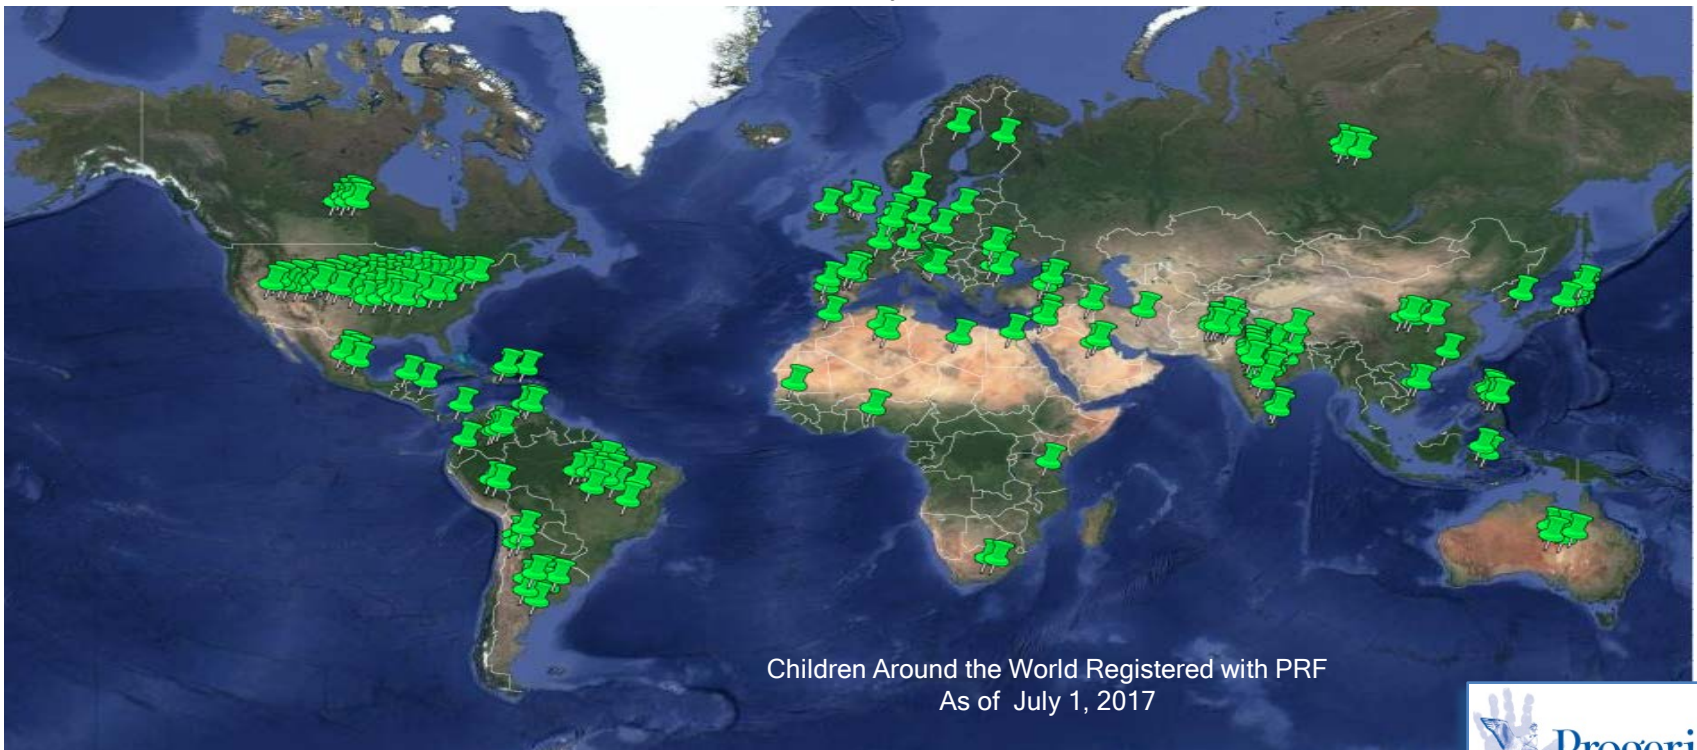 Children Around the World Registered with PRF
As of July 1, 2017